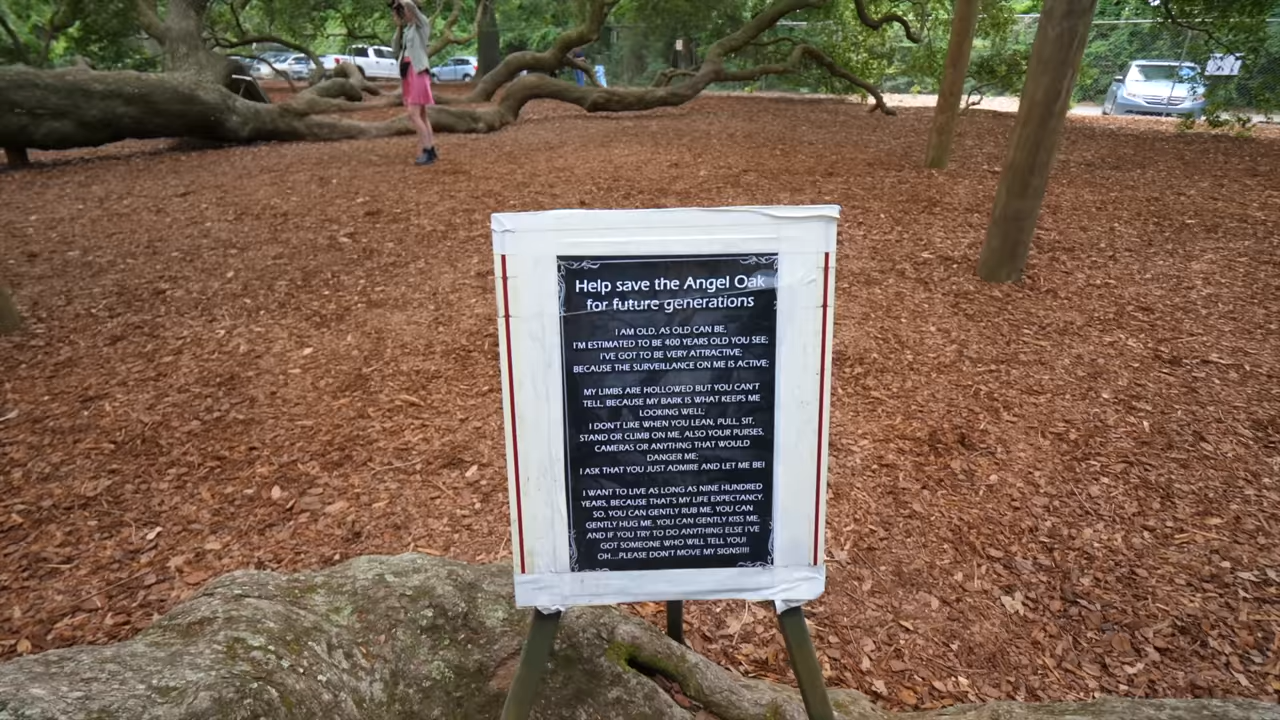 Help save the Angel Oak
for future generations
I AM OLD, AS OLD CAN BE,
I'M ESTIMATED TO BE 400 YEARS OLD YOU SEE;
I'VE GOT TO BE VERY ATTRACTIVE;
BECAUSE THE SURVEILLANCE ON ME IS ACTIVE;
MY LIMBS ARE HOLLOWED BUT YOU CAN'T
TELL, BECAUSE MY BARK IS WHAT KEEPS ME
LOOKING WELL;
I DON'T LIKE WHEN YOU LEAN, PULL, SIT,
STAND OR CLIMB ON ME, ALSO YOUR PURSES,
CAMERAS OR ANYTHNG THAT WOULD
DANGER ME;
I ASK THAT YOU JUST ADMIRE AND LET ME BE!
I WANT TO LIVE AS LONG AS NINE HUNDRED
YEARS, BECAUSE THAT'S MY LIFE EXPECTANCY.
SO, YOU CAN GENTLY RUB ME, YOU CAN
GENTLY HUG ME, YOU CAN GENTLY KISS ME,
AND IF YOU TRY TO DO ANYTHING ELSE I'VE
GOT SOMEONE WHO WILL TELL YOU!
OH....PLEASE DON'T MOVE MY SIGNS!!!!